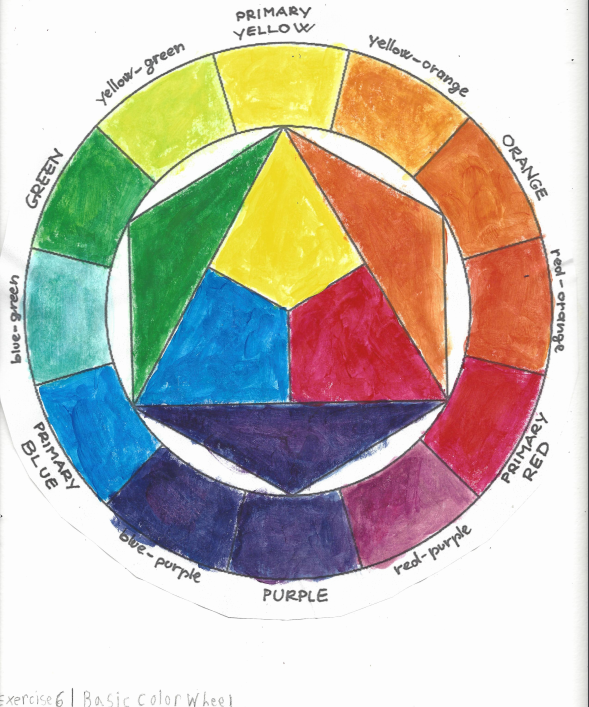 PRIMARY
YELLOW
yellow-orange
ORANGE
red-orange
PRIMARY
RED
red-purple
PURPLE
blue-purple
PRIMARY
BLUE
blue-green
GREEN
yellow-green
Exercise 6 | Basic Color Wheel